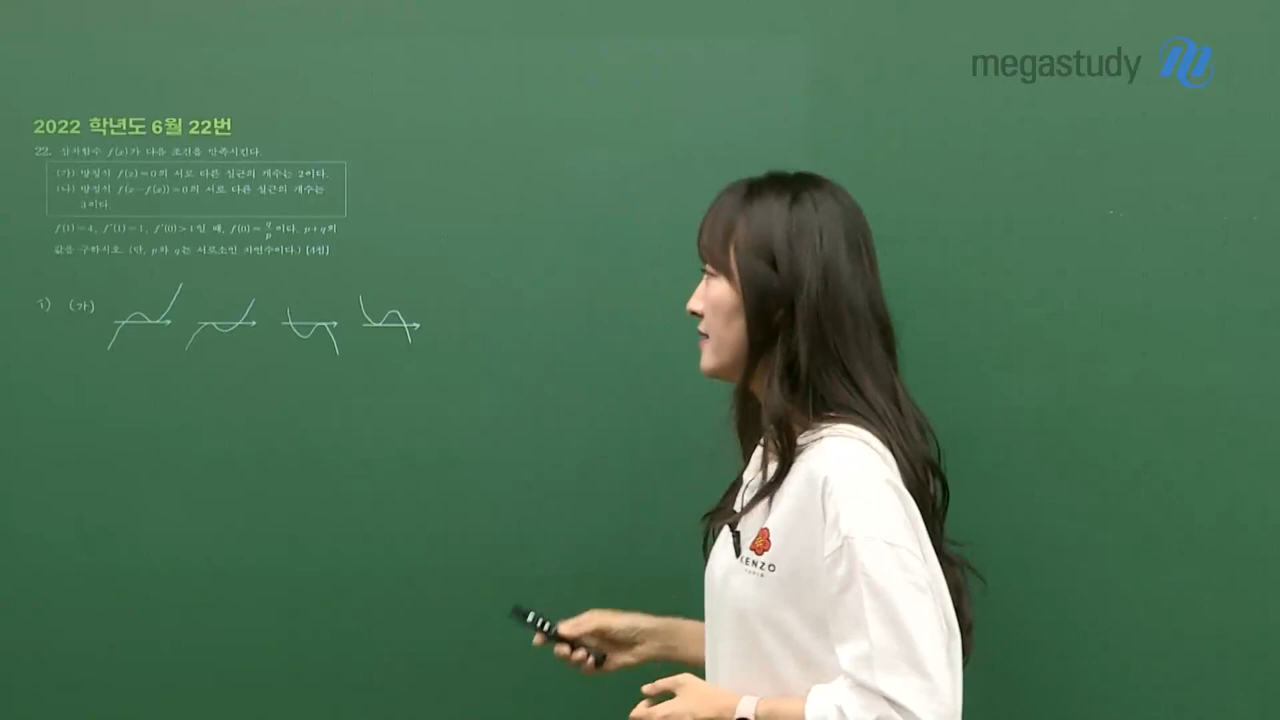 megastudy
2022 학년도 6월 22번
22. 삼차함수 f(x)가 다음 조건을 만족시킨다.
(가) 방정식 f(x)=0의 서로 다른 실근의 개수는 2이다.
(나) 방정식 f(x-f(x))=0의 서로 다른 실근의 개수는
3이다.
f(1)=4, f'(1)=1, f'(0)>1일 때, f(0)=q/p이다. p+q의
값을 구하시오. (단, p와 q는 서로소인 자연수이다.) [4점]
i) (가)
KENZO
PARIS